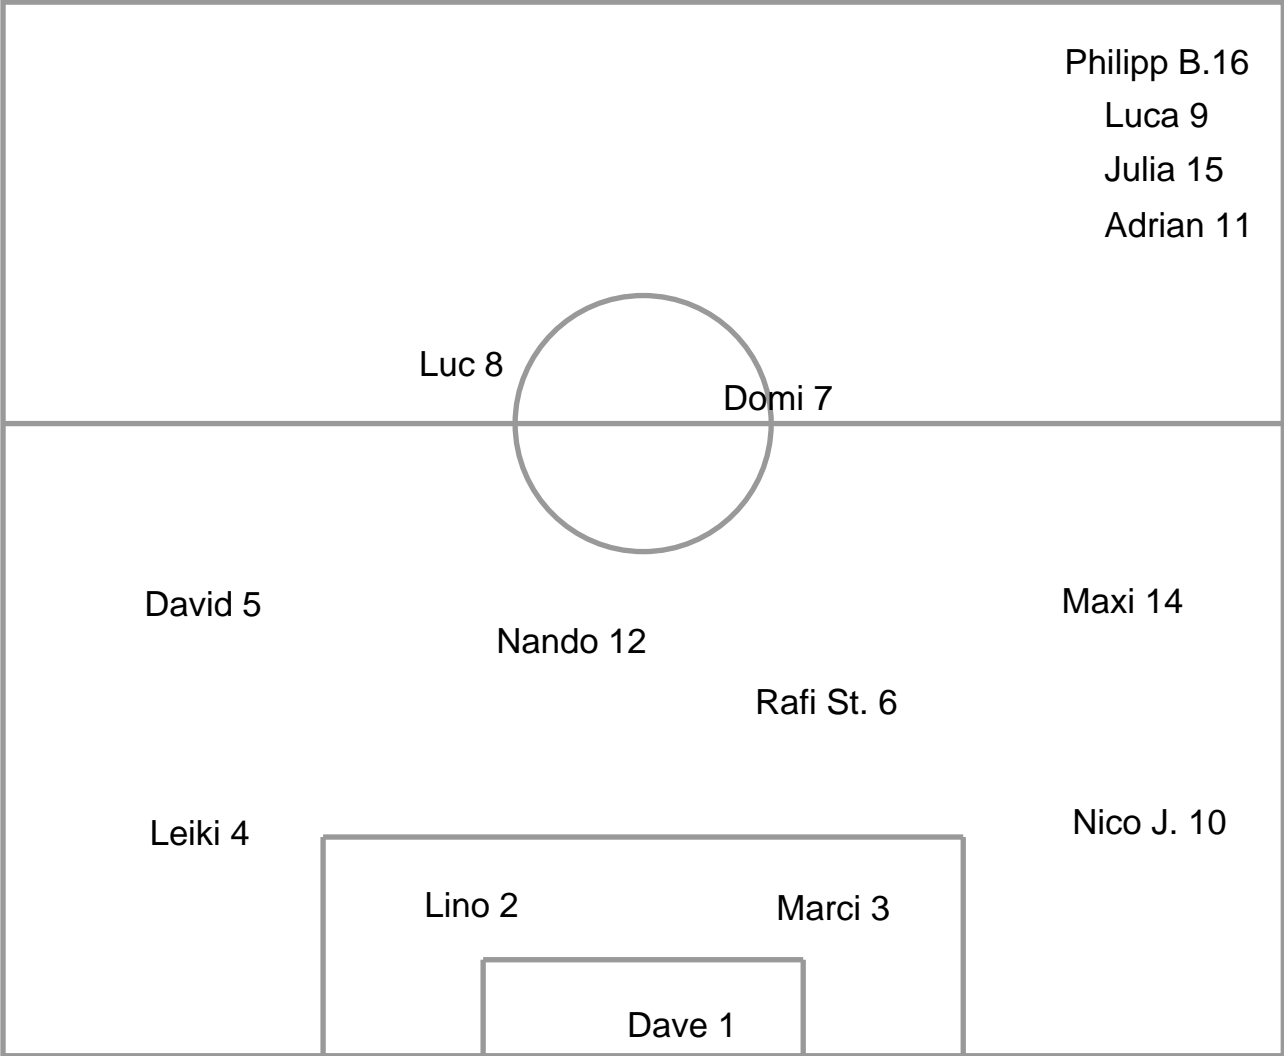 Philipp B.16
Luca 9
Julia 15
Adrian 11
Luc 8
Domi 7
David 5
Maxi 14
Nando 12
Rafi St. 6
Leiki 4
Nico J. 10
Lino 2
Marci 3
Dave 1